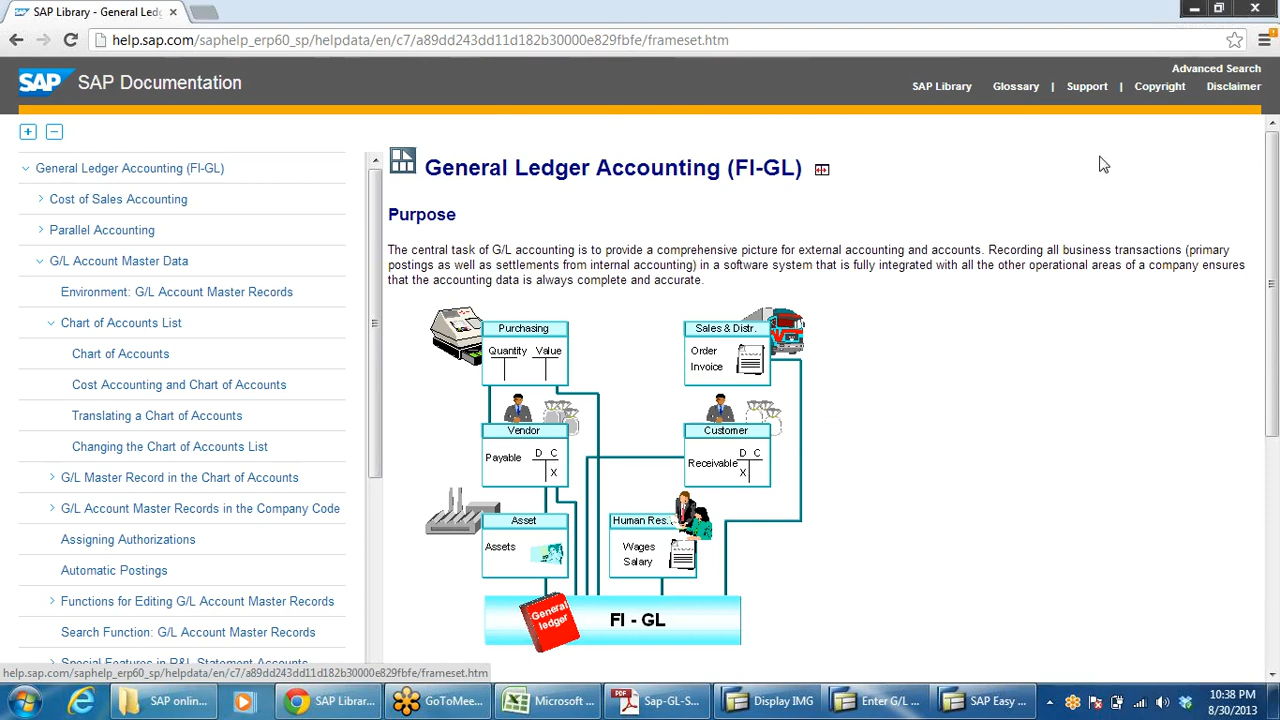 SAP Library - General Led
help.sap.com/saphelp_erp60_sp/helpdata/en/c7/a89dd243dd11d182b30000e829fbfe/frameset.htm
SAP SAP Documentation
Advanced Search
SAP Library Glossary | Support | Copyright | Disclaimer
General Ledger Accounting (FI-GL)
Cost of Sales Accounting
Parallel Accounting
G/L Account Master Data
Environment: G/L Account Master Records
Chart of Accounts List
Chart of Accounts
Cost Accounting and Chart of Accounts
Translating a Chart of Accounts
Changing the Chart of Accounts List
G/L Master Record in the Chart of Accounts
G/L Account Master Records in the Company Code
Assigning Authorizations
Automatic Postings
Functions for Editing G/L Account Master Records
Search Function: G/L Account Master Records
Special Features in P&L Statement Accounts
General Ledger Accounting (FI-GL)
Purpose
The central task of G/L accounting is to provide a comprehensive picture for external accounting and accounts. Recording all business transactions (primary
postings as well as settlements from internal accounting) in a software system that is fully integrated with all the other operational areas of a company ensures
that the accounting data is always complete and accurate.
Purchasing
Quantity Value
Sales & Distr.
Order
Invoice
Vendor
Payable D C
X
Customer
Receivable D C
X
Asset
Assets
Human Res..
Wages
Salary
General
ledger
FI - GL
help.sap.com/saphelp_erp60_sp/helpdata/en/c7/a89dd243dd11d182b30000e829fbfe/frameset.htm
SAP onlin...
SAP Librar...
GoToMee...
Microsoft ...
PDF
Sap-GL-S...
Display IMG
Enter G/L ...
SAP Easy ...
10:38 PM
8/30/2013